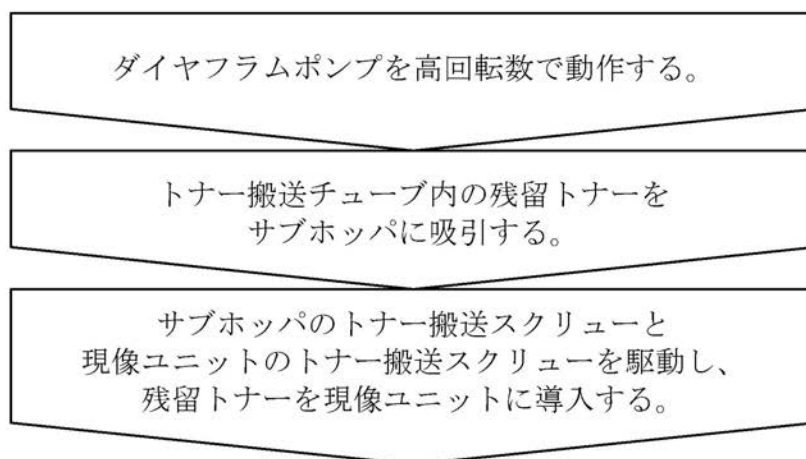 ダイヤフラムポンプを高回転数で動作する。
トナー搬送チューブ内の残留トナーを
サブホッパに吸引する。
サブホッパのトナー搬送スクリューと
現像ユニットのトナー搬送スクリューを駆動し、
残留トナーを現像ユニットに導入する。